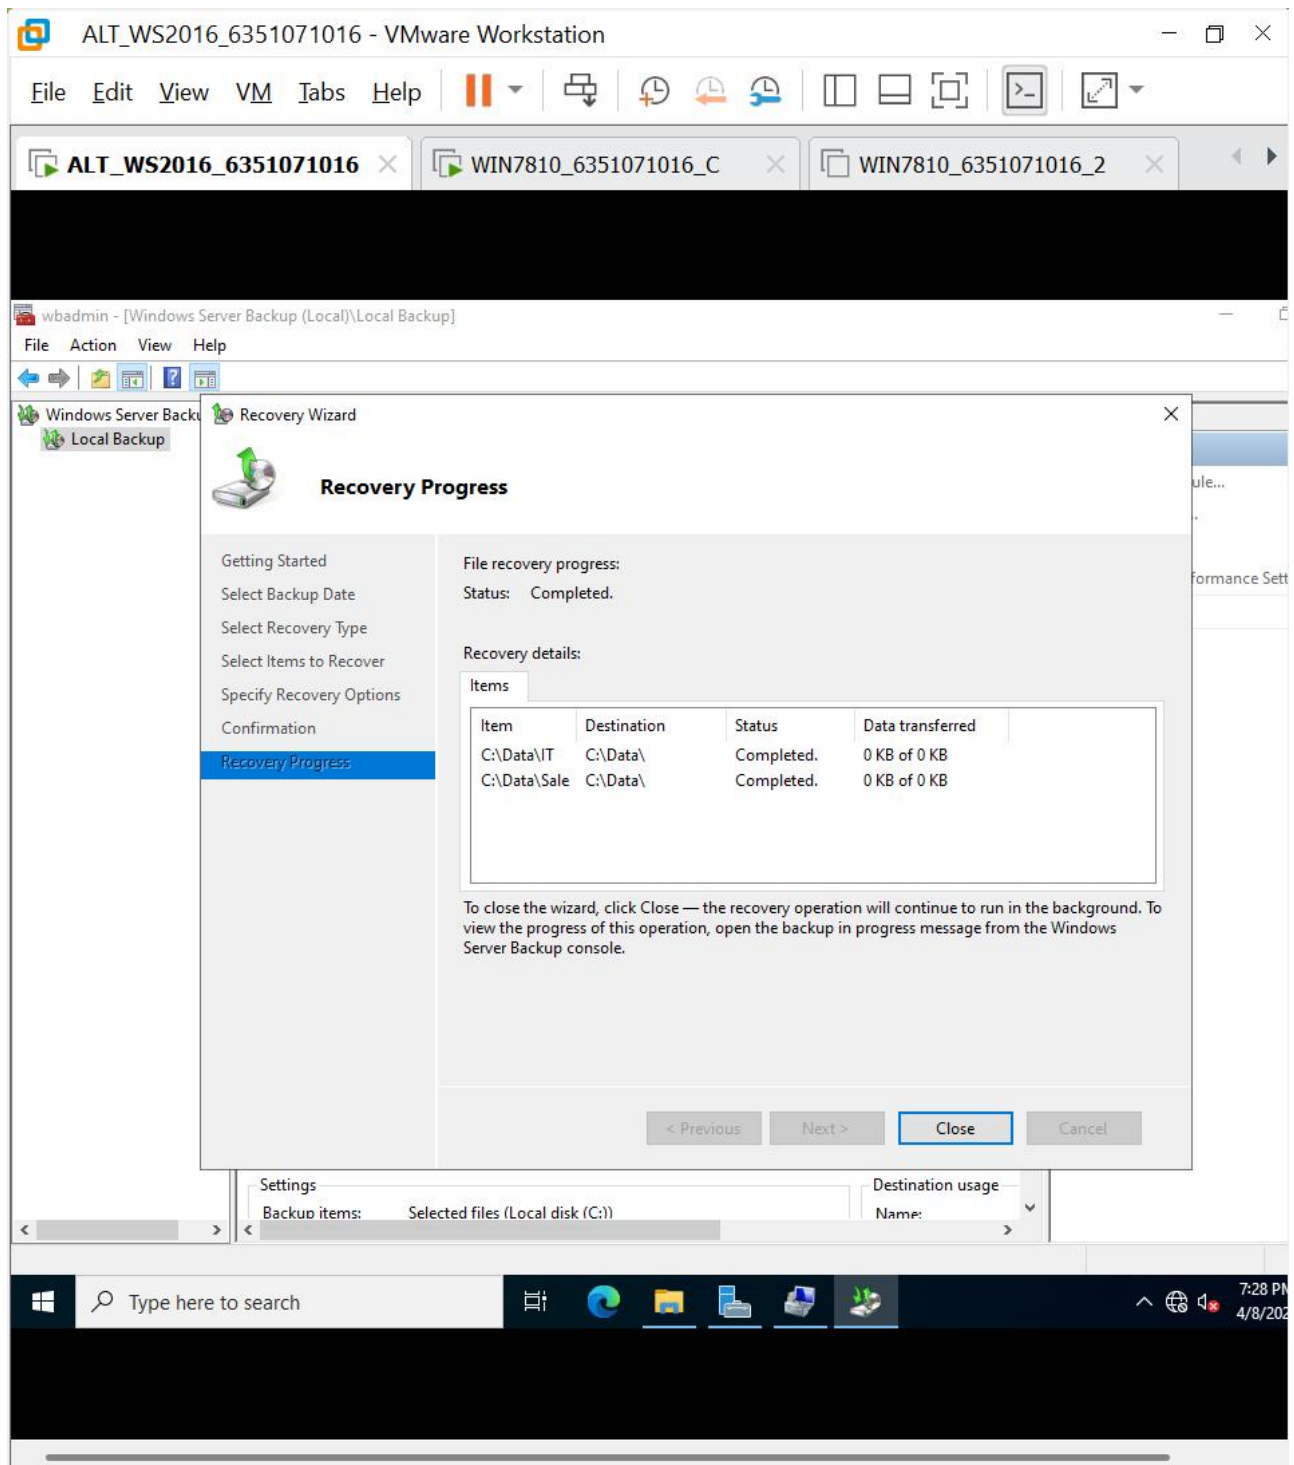 ALT_WS2016_6351071016 - VMware Workstation
File Edit View VM Tabs Help
ALT_WS2016_6351071016 WIN7810_6351071016_C WIN7810_6351071016_2
wbadmin - [Windows Server Backup (Local)\Local Backup]
File Action View Help
Windows Server Backu
Local Backup
Recovery Wizard
Recovery Progress
ule...
..
formance Sett
Getting Started
Select Backup Date
Select Recovery Type
Select Items to Recover
Specify Recovery Options
Confirmation
Recovery Progress
File recovery progress:
Status: Completed.
Recovery details:
Items
Item Destination Status Data transferred
C:\Data\IT C:\Data\ Completed. 0 KB of 0 KB
C:\Data\Sale C:\Data\ Completed. 0 KB of 0 KB
To close the wizard, click Close — the recovery operation will continue to run in the background. To
view the progress of this operation, open the backup in progress message from the Windows
Server Backup console.
< Previous Next > Close Cancel
Settings Destination usage
Backup items: Selected files (Local disk (C:)) Name:
Type here to search
7:28 PM
4/8/202